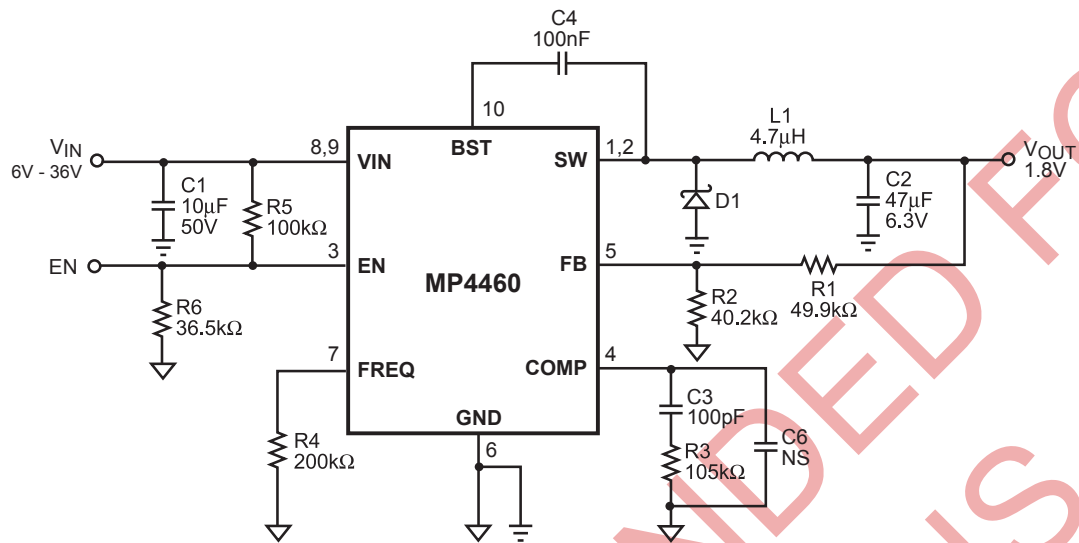 C4
100nF
10
VIN
6V - 36V
8,9
VIN
BST
SW
1,2
L1
4.7µH
VOUT
1.8V
C1
10µF
50V
R5
100kΩ
D1
C2
47µF
6.3V
EN
3
EN
MP4460
FB
5
R1
49.9kΩ
R6
36.5kΩ
R2
40.2kΩ
7
FREQ
COMP
4
GND
6
R4
200kΩ
C3
100pF
R3
105kΩ
C6
NS